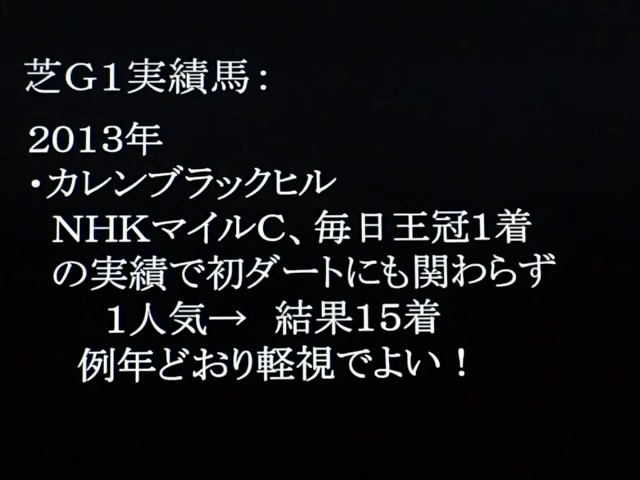 芝Ｇ１実績馬：
２０１３年
・カレンブラックヒル
ＮＨＫマイルＣ、毎日王冠１着
の実績で初ダートにも関わらず
１人気→　結果１５着
例年どおり軽視でよい！